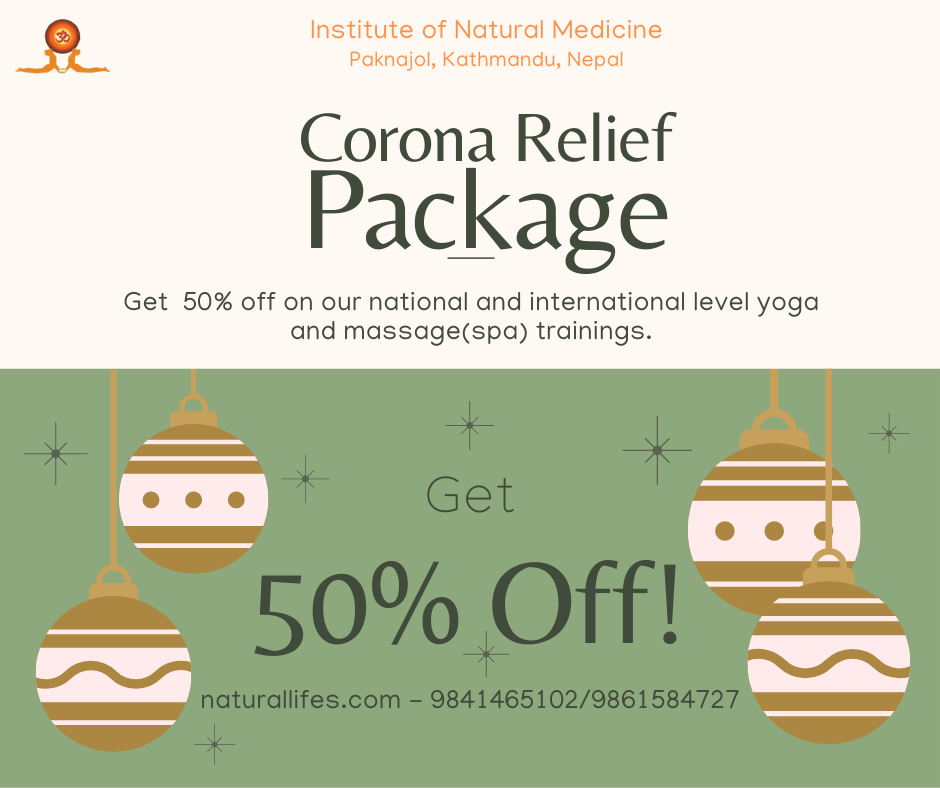 ॐ
Institute of Natural Medicine
Paknajol, Kathmandu, Nepal
Corona Relief
Package
Get 50% off on our national and international level yoga
and massage(spa) trainings.
Get
50% Off!
naturallifes.com – 9841465102/9861584727